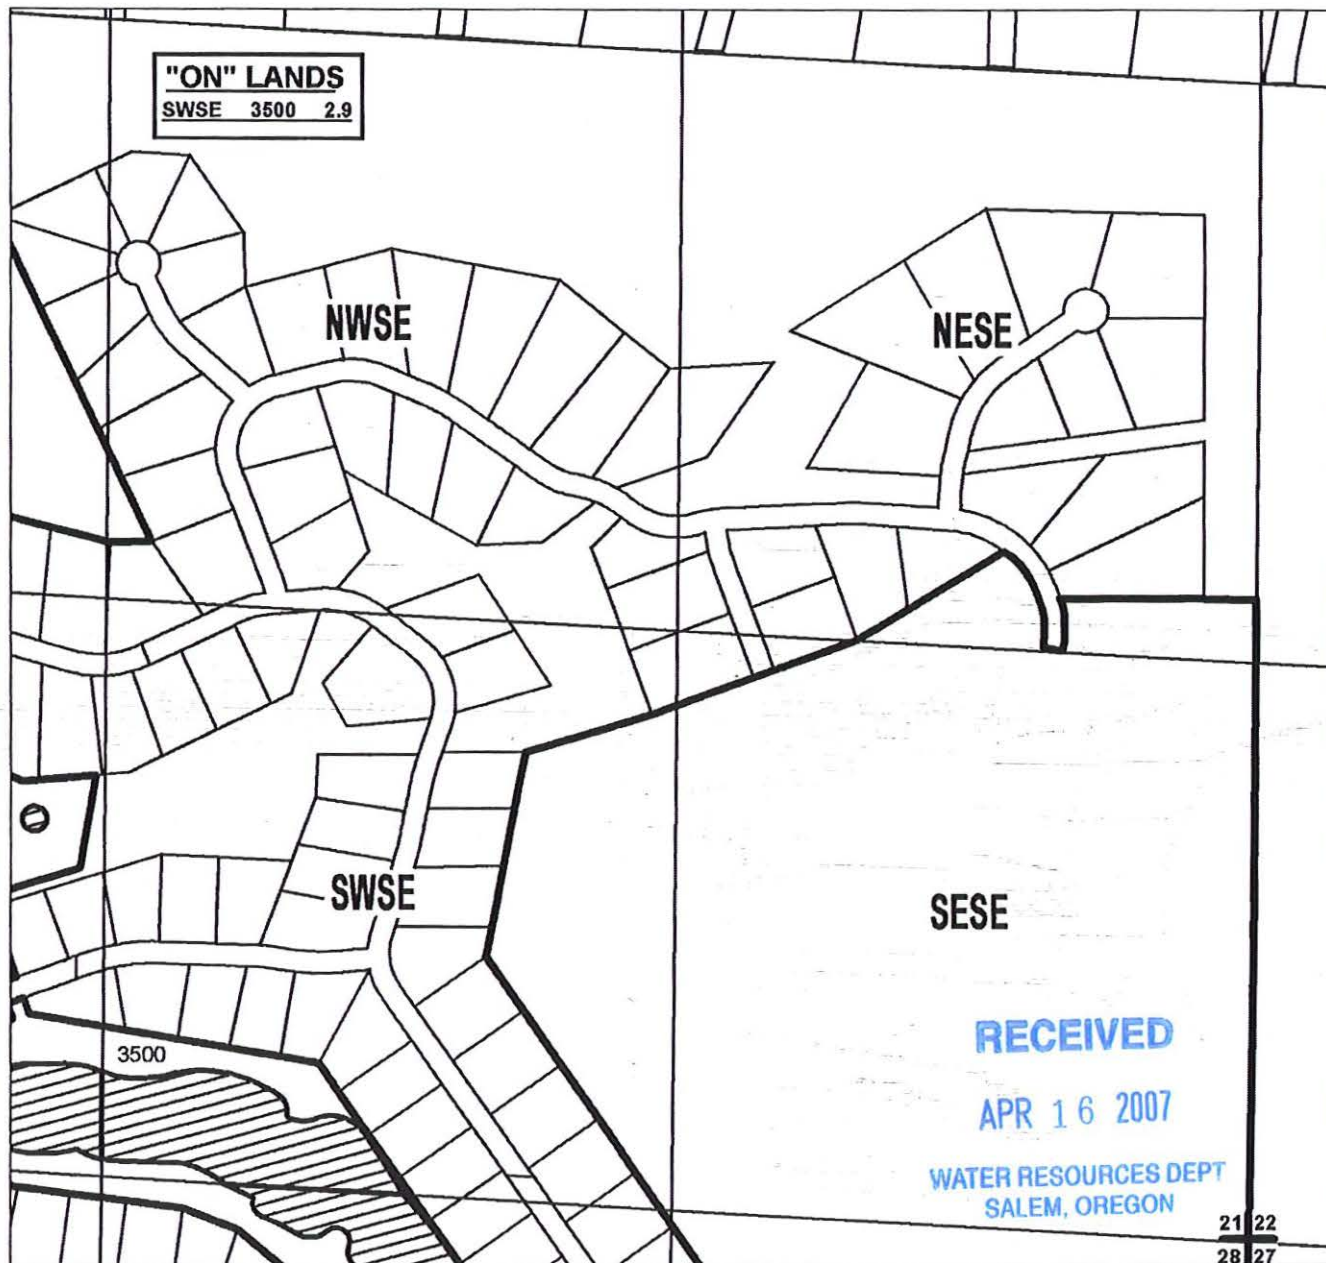 "ON" LANDS
SWSE 3500 2.9
NWSE
NESE
SWSE
SESE
3500
RECEIVED
APR 16 2007
WATER RESOURCES DEPT
SALEM, OREGON
21 22
28 27